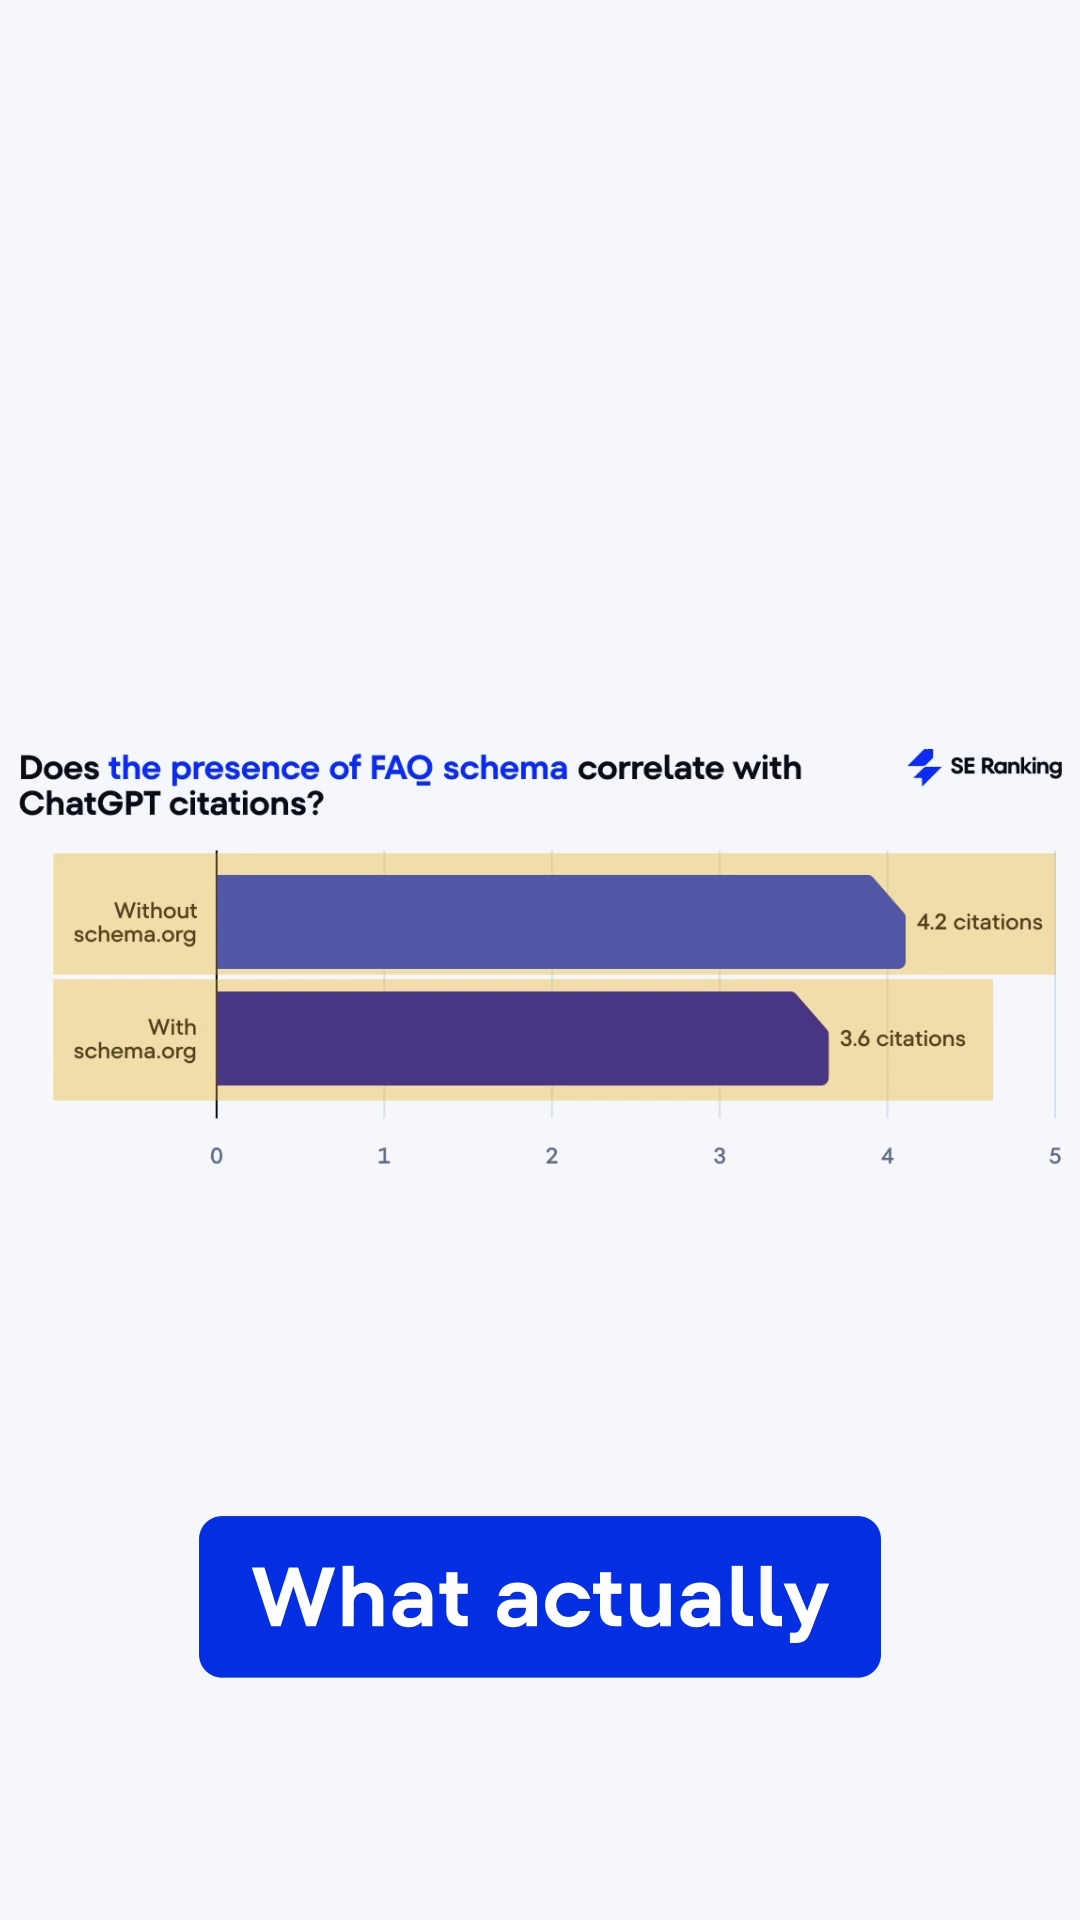 Does the presence of FAQ schema correlate with
ChatGPT citations?
SE Ranking
Without
schema.org
4.2 citations
With
schema.org
3.6 citations
0 1 2 3 4 5
What actually